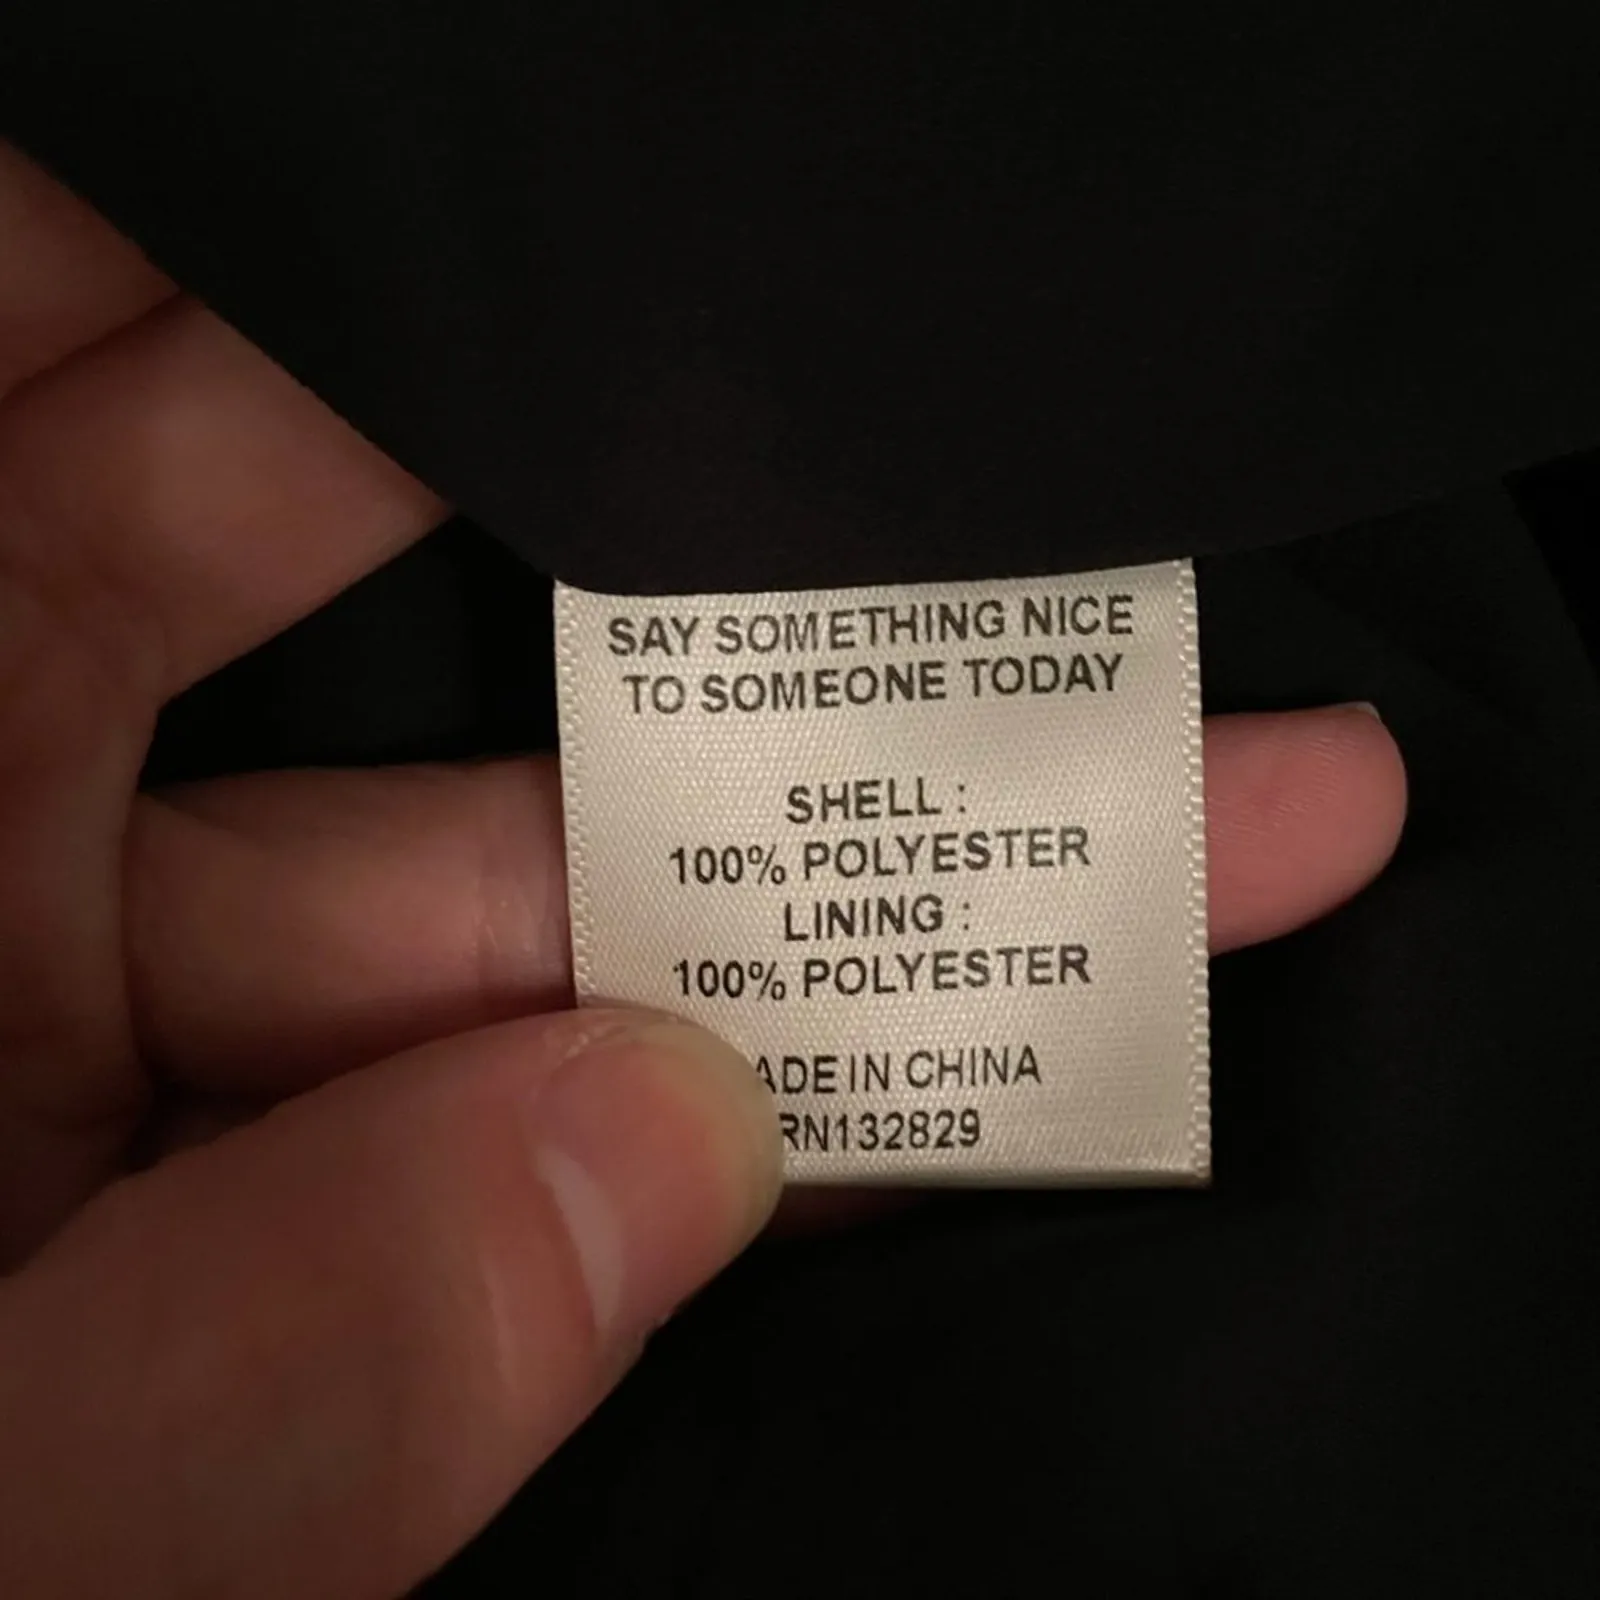 SAY SOMETHING NICE
TO SOMEONE TODAY
SHELL :
100% POLYESTER
LINING :
100% POLYESTER
ADE IN CHINA
RN132829